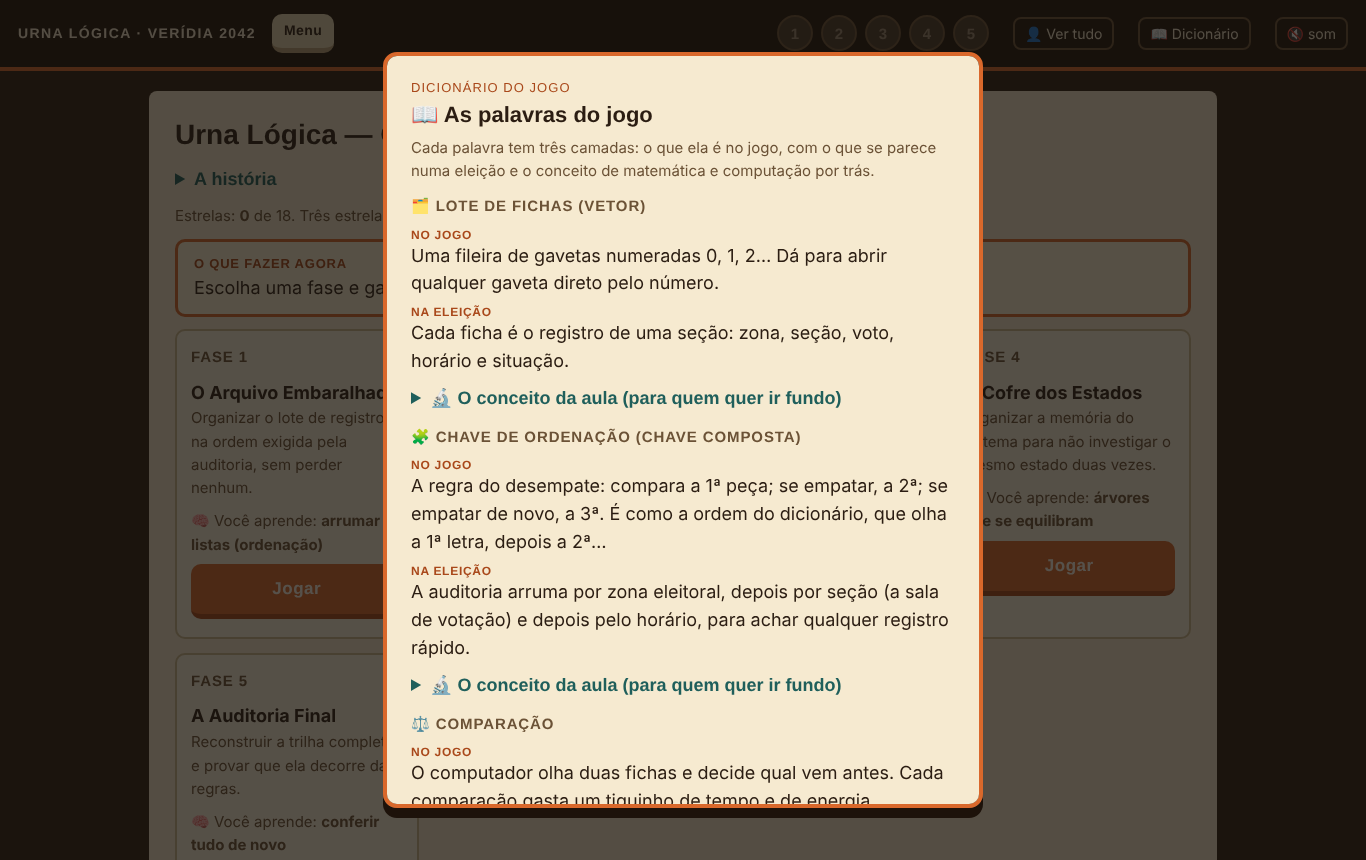 URNA LÓGICA · VERÍDIA 2042
Menu
1 2 3 4 5
👤 Ver tudo
📖 Dicionário
🔇 som
Urna Lógica —
▶ A história
Estrelas: 0 de 18. Três
O QUE FAZER AGORA
Escolha uma fase e
FASE 1
O Arquivo
Organizar o lote de
na ordem exigida pela
auditoria, sem perder
nenhum.
🧠 Você aprende: arrumar
listas (ordenação)
Jogar
FASE 5
A Auditoria Final
Reconstruir a trilha
e provar que ela decorre
regras.
🧠 Você aprende: conferir
tudo de novo
DICIONÁRIO DO JOGO
📖 As palavras do jogo
Cada palavra tem três camadas: o que ela é no jogo, com o que se parece
numa eleição e o conceito de matemática e computação por trás.
🗂️ LOTE DE FICHAS (VETOR)
NO JOGO
Uma fileira de gavetas numeradas 0, 1, 2... Dá para abrir
qualquer gaveta direto pelo número.
NA ELEIÇÃO
Cada ficha é o registro de uma seção: zona, seção, voto,
horário e situação.
▶ 🔬 O conceito da aula (para quem quer ir fundo)
🧩 CHAVE DE ORDENAÇÃO (CHAVE COMPOSTA)
NO JOGO
A regra do desempate: compara a 1ª peça; se empatar, a 2ª; se
empatar de novo, a 3ª. É como a ordem do dicionário, que olha
a 1ª letra, depois a 2ª...
NA ELEIÇÃO
A auditoria arruma por zona eleitoral, depois por seção (a sala
de votação) e depois pelo horário, para achar qualquer registro
rápido.
▶ 🔬 O conceito da aula (para quem quer ir fundo)
⚖️ COMPARAÇÃO
NO JOGO
O computador olha duas fichas e decide qual vem antes. Cada
comparação gasta um tiquinho de tempo e de energia
4
Cofre dos Estados
memória do
para não investigar o
estado duas vezes.
Você aprende: árvores
se equilibram
Jogar